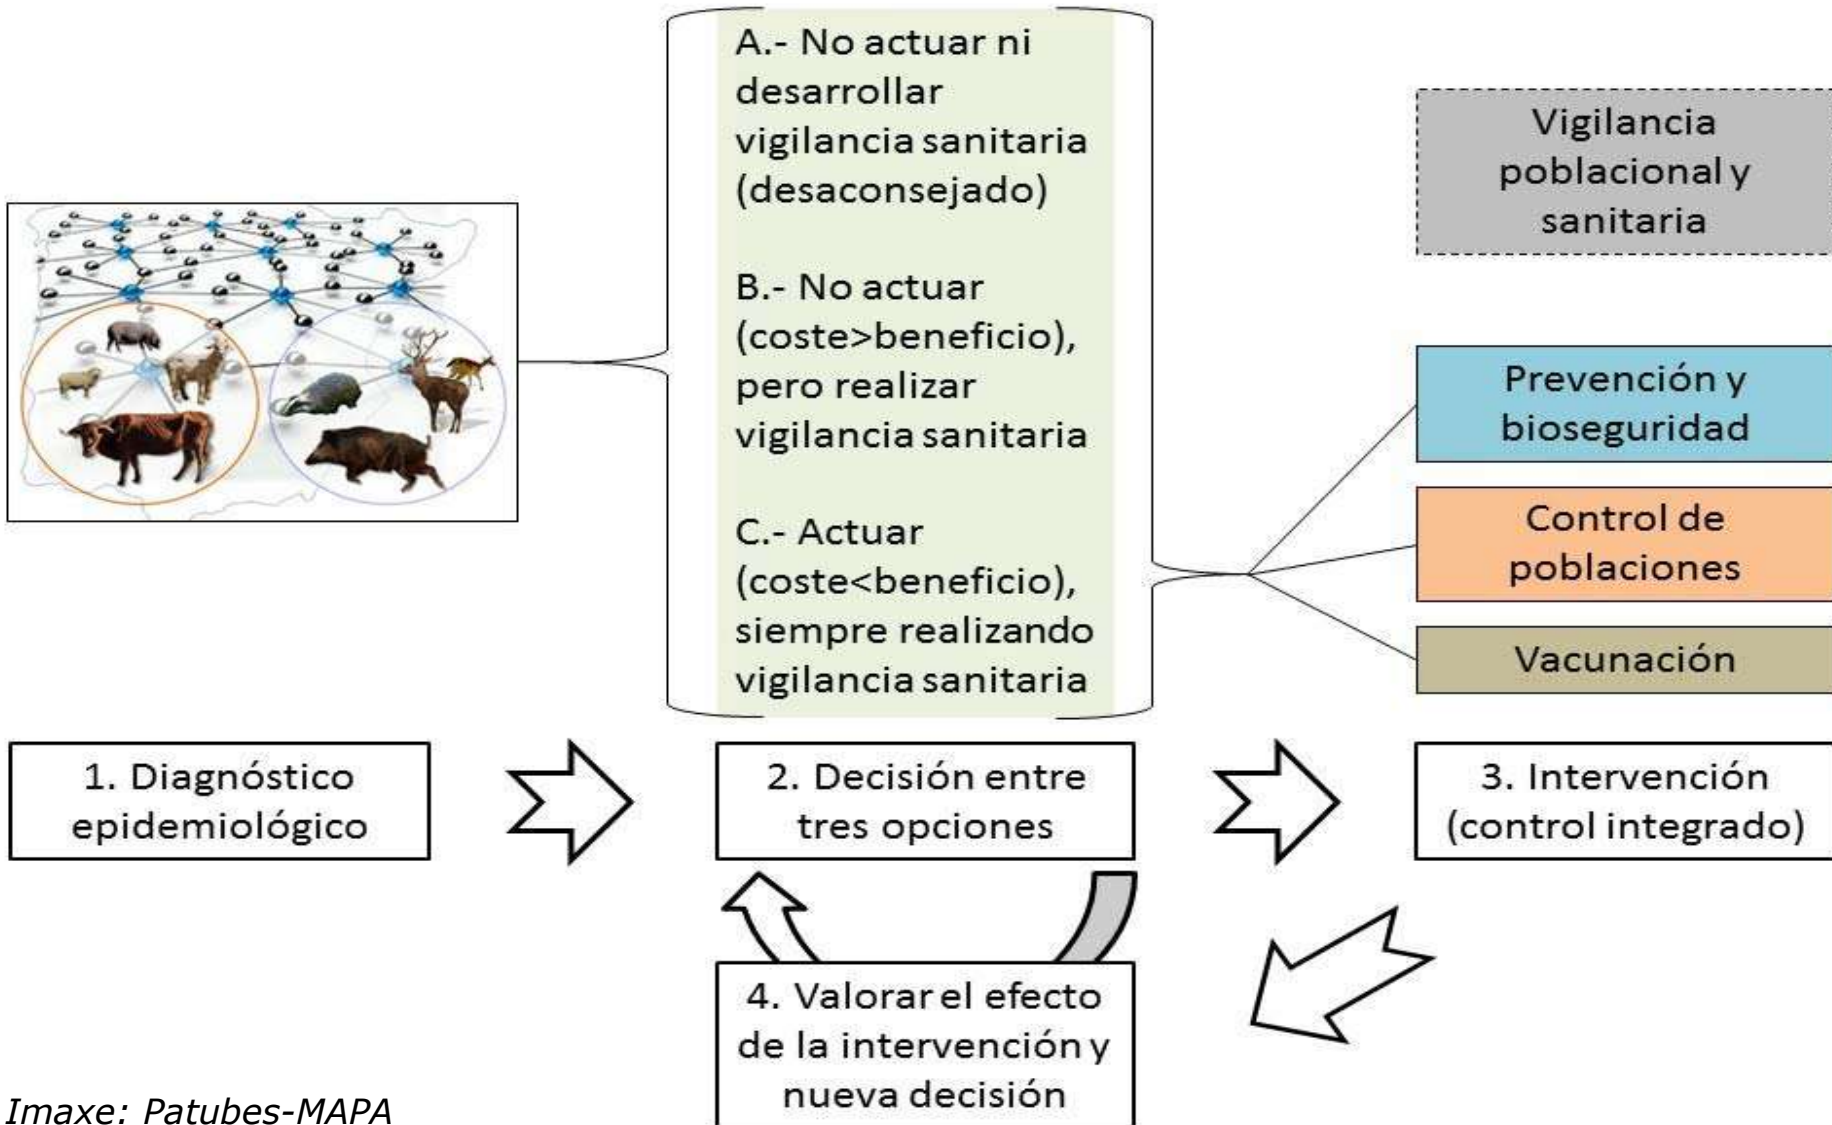 A.- No actuar ni
desarrollar
vigilancia sanitaria
(desaconsejado)
B.- No actuar
(coste>beneficio),
pero realizar
vigilancia sanitaria
C.- Actuar
(coste<beneficio),
siempre realizando
vigilancia sanitaria
Vigilancia
poblacional y
sanitaria
Prevención y
bioseguridad
Control de
poblaciones
Vacunación
1. Diagnóstico
epidemiológico
2. Decisión entre
tres opciones
3. Intervención
(control integrado)
4. Valorar el efecto
de la intervención y
nueva decisión
Imaxe: Patubes-MAPA